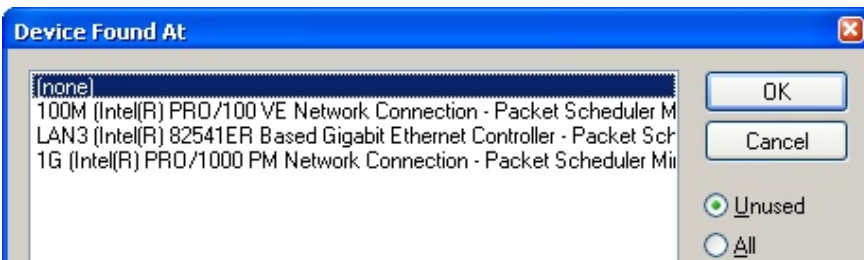 Device Found At
(none)
100M (Intel(R) PRO/100 VE Network Connection - Packet Scheduler M
LAN3 (Intel(R) 82541ER Based Gigabit Ethernet Controller - Packet Sch
1G (Intel(R) PRO/1000 PM Network Connection - Packet Scheduler Mi
OK
Cancel
Unused
All